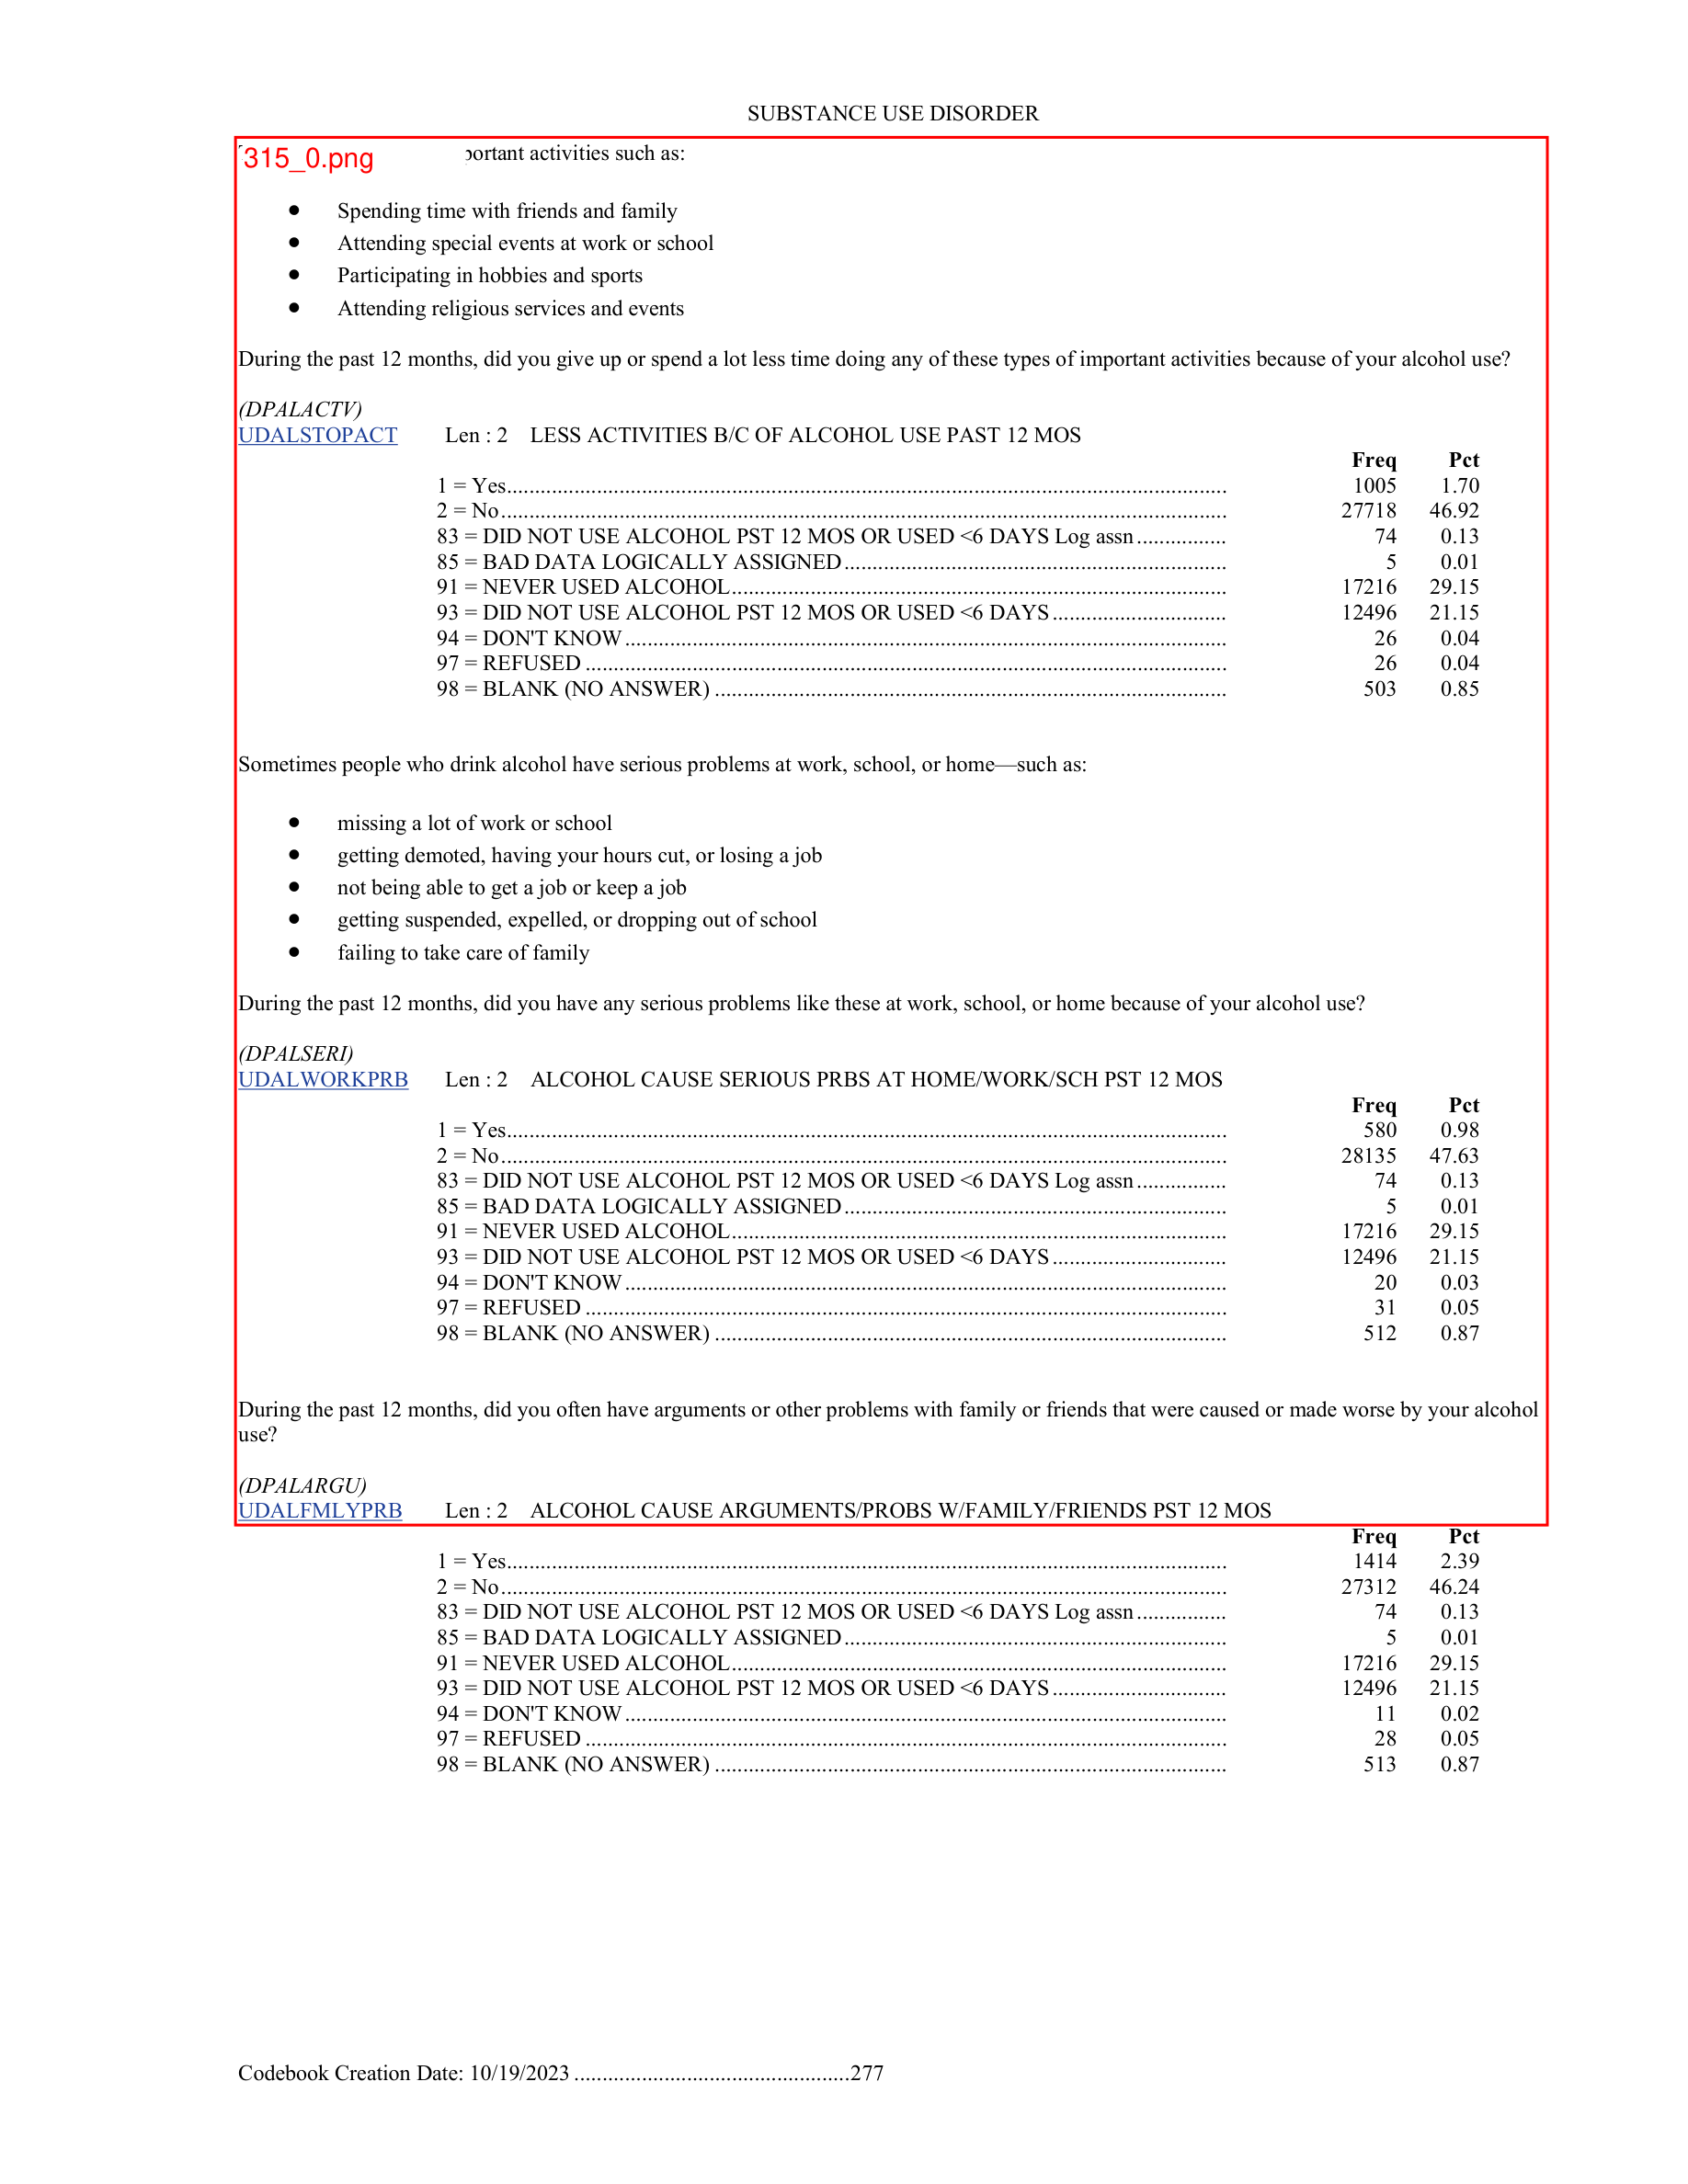 SUBSTANCE USE DISORDER
315_0.png
portant activities such as:
● Spending time with friends and family
● Attending special events at work or school
● Participating in hobbies and sports
● Attending religious services and events
During the past 12 months, did you give up or spend a lot less time doing any of these types of important activities because of your alcohol use?
(DPALACTV)
UDALSTOPACT Len : 2 LESS ACTIVITIES B/C OF ALCOHOL USE PAST 12 MOS
Freq Pct
1 = Yes 1005 1.70
2 = No 27718 46.92
83 = DID NOT USE ALCOHOL PST 12 MOS OR USED <6 DAYS Log assn 74 0.13
85 = BAD DATA LOGICALLY ASSIGNED 5 0.01
91 = NEVER USED ALCOHOL 17216 29.15
93 = DID NOT USE ALCOHOL PST 12 MOS OR USED <6 DAYS 12496 21.15
94 = DON'T KNOW 26 0.04
97 = REFUSED 26 0.04
98 = BLANK (NO ANSWER) 503 0.85
Sometimes people who drink alcohol have serious problems at work, school, or home—such as:
● missing a lot of work or school
● getting demoted, having your hours cut, or losing a job
● not being able to get a job or keep a job
● getting suspended, expelled, or dropping out of school
● failing to take care of family
During the past 12 months, did you have any serious problems like these at work, school, or home because of your alcohol use?
(DPALSERI)
UDALWORKPRB Len : 2 ALCOHOL CAUSE SERIOUS PRBS AT HOME/WORK/SCH PST 12 MOS
Freq Pct
1 = Yes 580 0.98
2 = No 28135 47.63
83 = DID NOT USE ALCOHOL PST 12 MOS OR USED <6 DAYS Log assn 74 0.13
85 = BAD DATA LOGICALLY ASSIGNED 5 0.01
91 = NEVER USED ALCOHOL 17216 29.15
93 = DID NOT USE ALCOHOL PST 12 MOS OR USED <6 DAYS 12496 21.15
94 = DON'T KNOW 20 0.03
97 = REFUSED 31 0.05
98 = BLANK (NO ANSWER) 512 0.87
During the past 12 months, did you often have arguments or other problems with family or friends that were caused or made worse by your alcohol
use?
(DPALARGU)
UDALFMLYPRB Len : 2 ALCOHOL CAUSE ARGUMENTS/PROBS W/FAMILY/FRIENDS PST 12 MOS
Freq Pct
1 = Yes 1414 2.39
2 = No 27312 46.24
83 = DID NOT USE ALCOHOL PST 12 MOS OR USED <6 DAYS Log assn 74 0.13
85 = BAD DATA LOGICALLY ASSIGNED 5 0.01
91 = NEVER USED ALCOHOL 17216 29.15
93 = DID NOT USE ALCOHOL PST 12 MOS OR USED <6 DAYS 12496 21.15
94 = DON'T KNOW 11 0.02
97 = REFUSED 28 0.05
98 = BLANK (NO ANSWER) 513 0.87
Codebook Creation Date: 10/19/2023 .................................................277